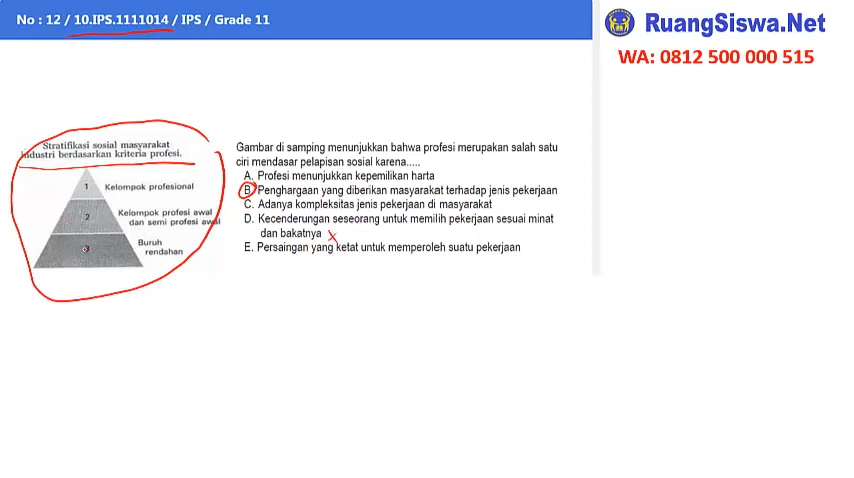 No : 12 / 10.IPS.1111014 / IPS / Grade 11
RuangSiswa.Net
WA: 0812 500 000 515
Stratifikasi sosial masyarakat
industri berdasarkan kriteria profesi.
1 Kelompok profesional
2 Kelompok profesi awal
dan semi profesi awal
3 Buruh
rendahan
Gambar di samping menunjukkan bahwa profesi merupakan salah satu
ciri mendasar pelapisan sosial karena.....
A. Profesi menunjukkan kepemilikan harta
B. Penghargaan yang diberikan masyarakat terhadap jenis pekerjaan
C. Adanya kompleksitas jenis pekerjaan di masyarakat
D. Kecenderungan seseorang untuk memilih pekerjaan sesuai minat
dan bakatnya
E. Persaingan yang ketat untuk memperoleh suatu pekerjaan